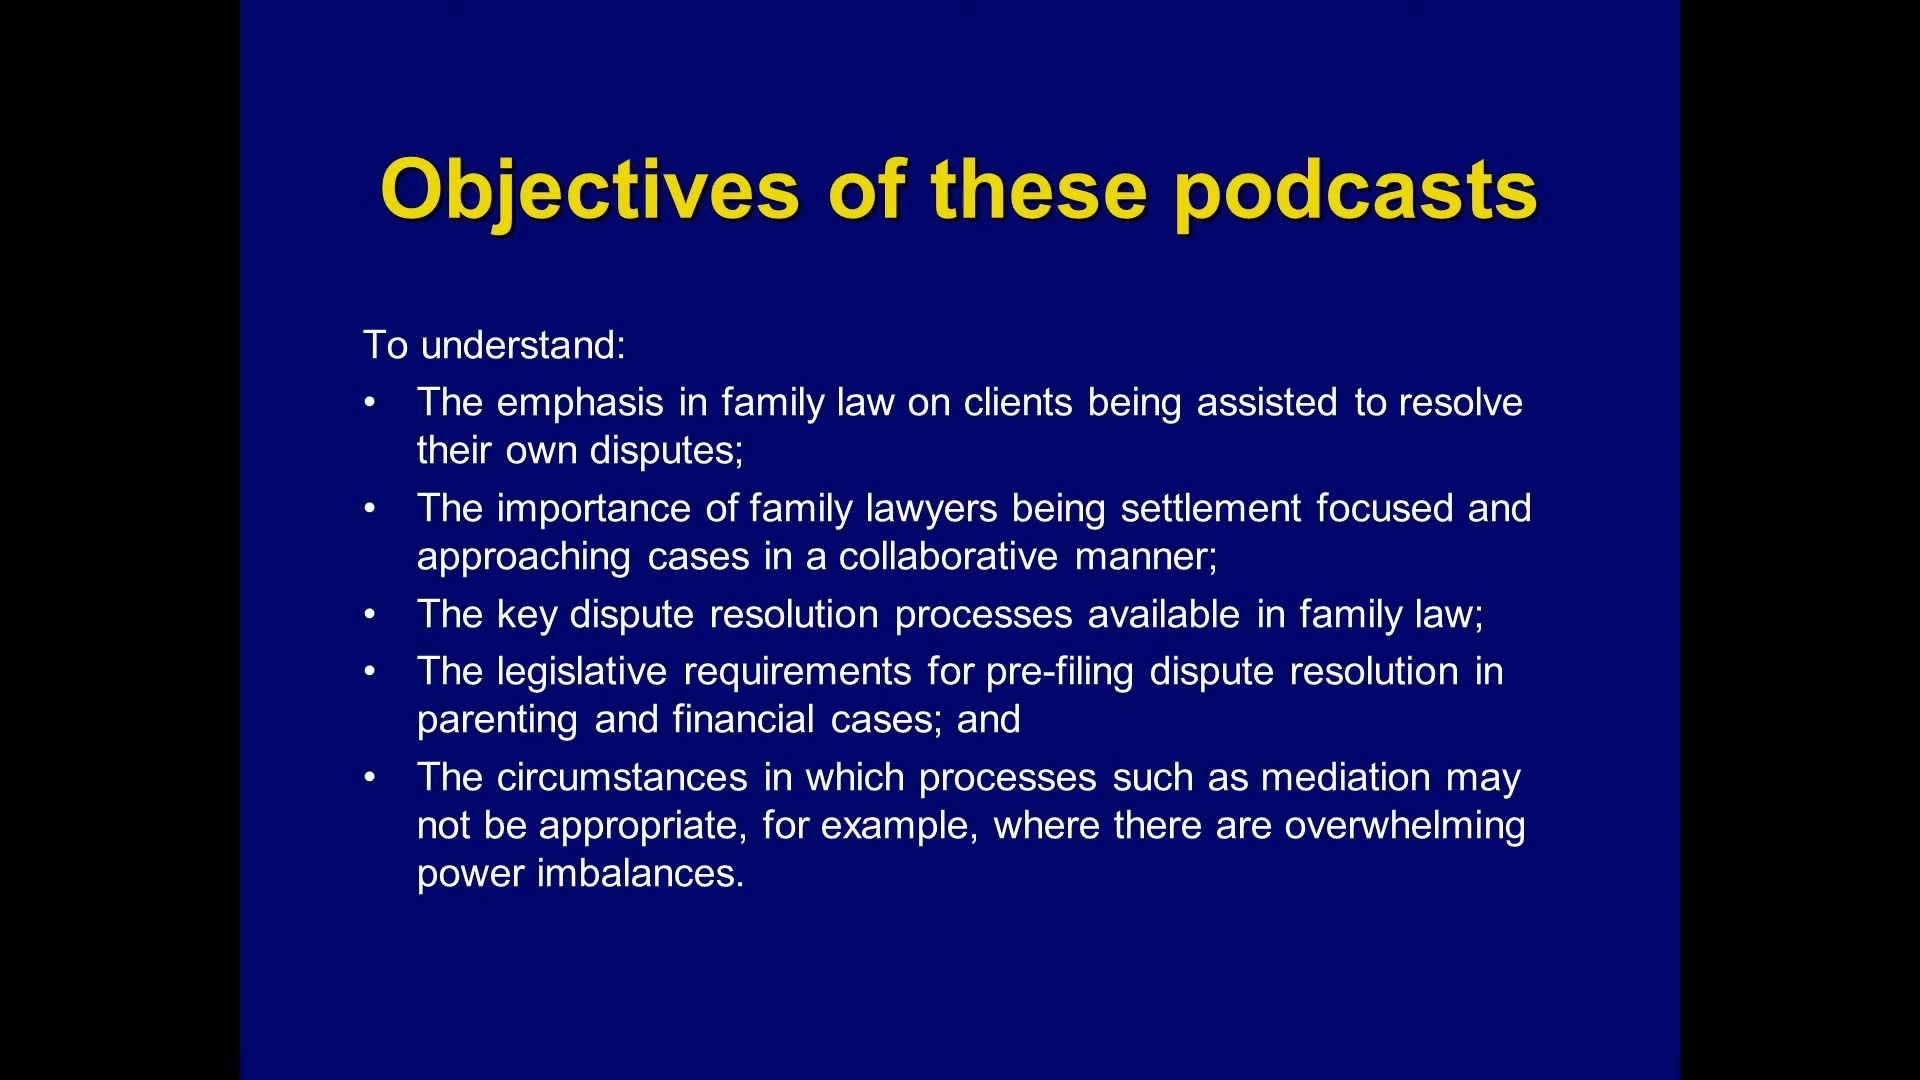 Objectives of these podcasts
To understand:
• The emphasis in family law on clients being assisted to resolve
their own disputes;
• The importance of family lawyers being settlement focused and
approaching cases in a collaborative manner;
• The key dispute resolution processes available in family law;
• The legislative requirements for pre-filing dispute resolution in
parenting and financial cases; and
• The circumstances in which processes such as mediation may
not be appropriate, for example, where there are overwhelming
power imbalances.